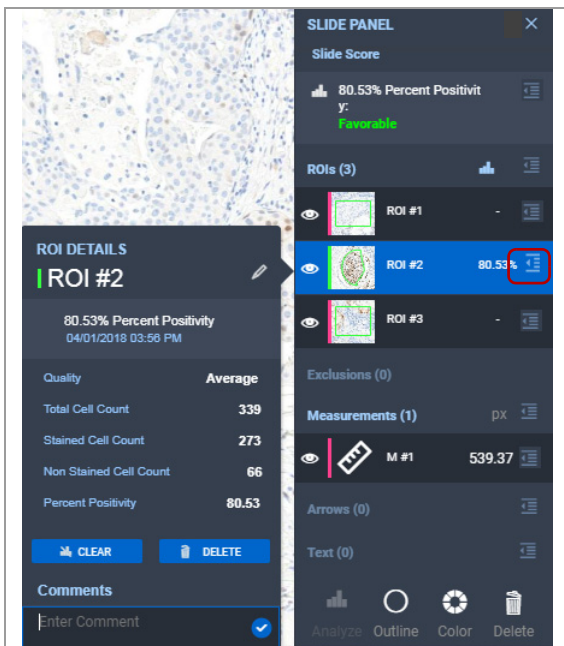 SLIDE PANEL
Slide Score
80.53% Percent Positivit
y:
Favorable
ROIs (3)
ROI #1 -
ROI #2 80.53%
ROI #3 -
Exclusions (0)
Measurements (1) px
M #1 539.37
Arrows (0)
Text (0)
Analyze Outline Color Delete
ROI DETAILS
ROI #2
80.53% Percent Positivity
04/01/2018 03:56 PM
Quality Average
Total Cell Count 339
Stained Cell Count 273
Non Stained Cell Count 66
Percent Positivity 80.53
CLEAR DELETE
Comments
Enter Comment